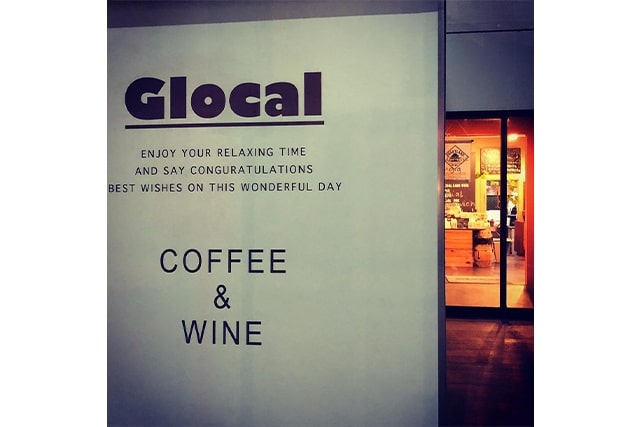 Glocal
ENJOY YOUR RELAXING TIME
AND SAY CONGURATULATIONS
BEST WISHES ON THIS WONDERFUL DAY
COFFEE
&
WINE